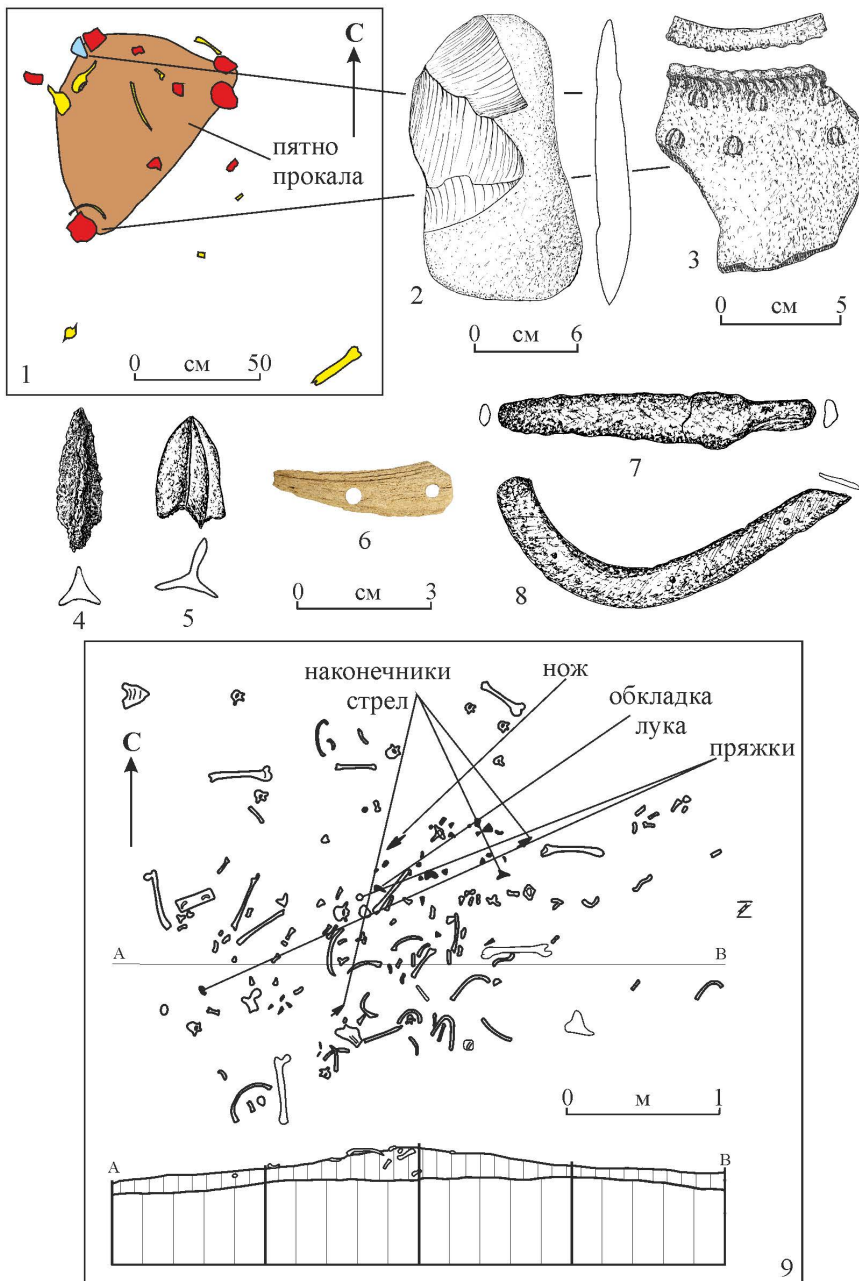 С
пятно
прокала
0 см 50
1
2
0 см 6
3
0 см 5
4
5
6
0 см 3
7
8
наконечники
стрел
нож
обкладка
лука
пряжки
С
А
В
0 м 1
А
В
9